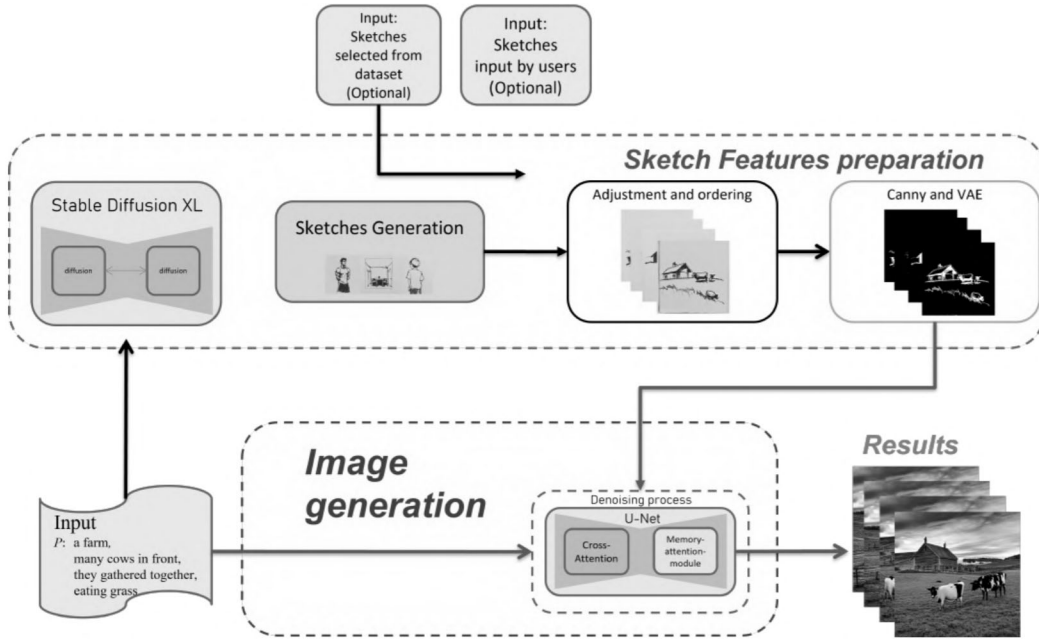 Input:
Sketches
selected from
dataset
(Optional)
Input:
Sketches
input by users
(Optional)
Sketch Features preparation
Stable Diffusion XL
diffusion
diffusion
Sketches Generation
Adjustment and ordering
Canny and VAE
Image
generation
Results
Input
P: a farm,
many cows in front,
they gathered together,
eating grass
Denoising process
U-Net
Cross-
Attention
Memory-
attention-
module